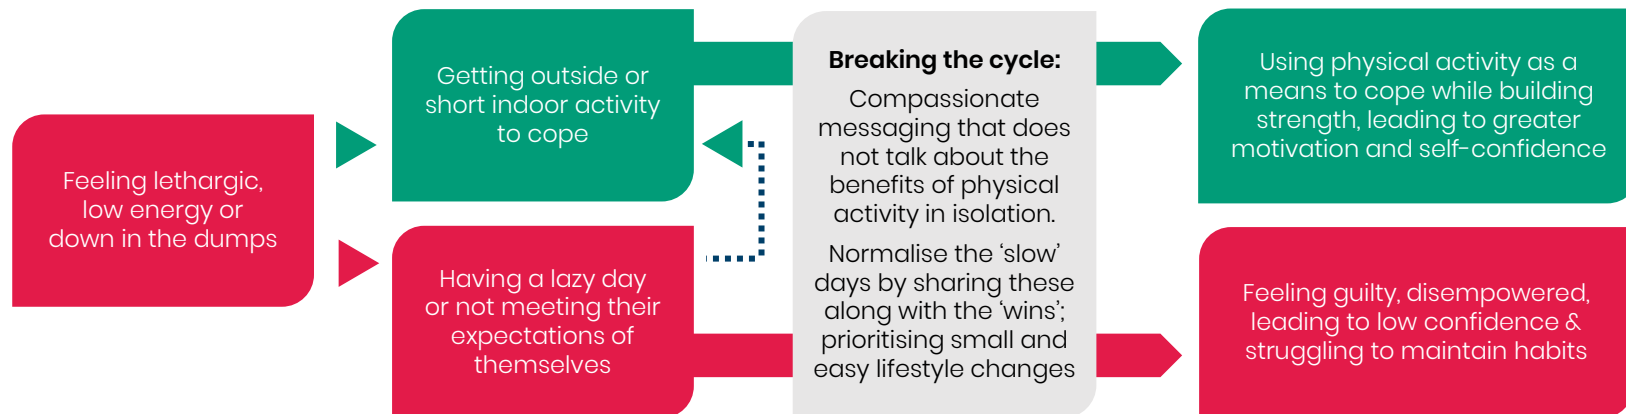 Feeling lethargic,
low energy or
down in the dumps
Getting outside or
short indoor activity
to cope
Having a lazy day
or not meeting their
expectations of
themselves
Breaking the cycle:
Compassionate
messaging that does
not talk about the
benefits of physical
activity in isolation.
Normalise the ‘slow’
days by sharing these
along with the ‘wins’;
prioritising small and
easy lifestyle changes
Using physical activity as a
means to cope while building
strength, leading to greater
motivation and self-confidence
Feeling guilty, disempowered,
leading to low confidence &
struggling to maintain habits